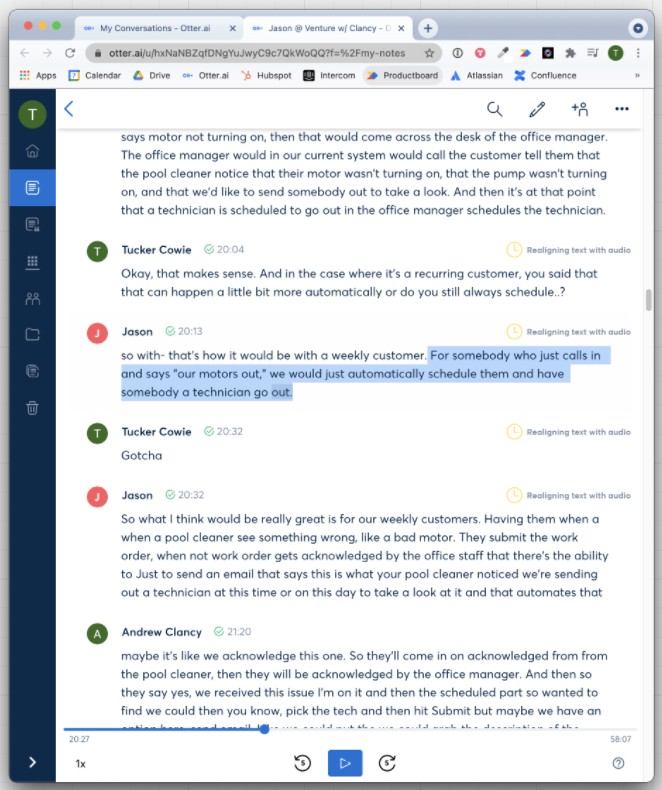 My Conversations - Otter.ai
Jason @ Venture w/ Clancy - O
otter.ai/u/hxNaNBZqfDNgYuJwyC9c7QkWoQQ?f=%2Fmy-notes
T
Apps
7
Calendar
Drive
Otter.ai
Hubspot
Intercom
Productboard
Atlassian
Confluence
»
T
says motor not turning on, then that would come across the desk of the office manager.
The office manager would in our current system would call the customer tell them that
the pool cleaner notice that their motor wasn't turning on, that the pump wasn't turning
on, and that we'd like to send somebody out to take a look. And then it's at that point
that a technician is scheduled to go out in the office manager schedules the technician.
T
Tucker Cowie 20:04
Realigning text with audio
Okay, that makes sense. And in the case where it's a recurring customer, you said that
that can happen a little bit more automatically or do you still always schedule..?
J
Jason 20:13
Realigning text with audio
so with- that's how it would be with a weekly customer. For somebody who just calls in
and says "our motors out," we would just automatically schedule them and have
somebody a technician go out.
T
Tucker Cowie 20:32
Realigning text with audio
Gotcha
J
Jason 20:32
Realigning text with audio
So what I think would be really great is for our weekly customers. Having them when a
when a pool cleaner see something wrong, like a bad motor. They submit the work
order, when not work order gets acknowledged by the office staff that there's the ability
to Just to send an email that says this is what your pool cleaner noticed we're sending
out a technician at this time or on this day to take a look at it and that automates that
A
Andrew Clancy 21:20
maybe it's like we acknowledge this one. So they'll come in on acknowledged from from
the pool cleaner, then they will be acknowledged by the office manager. And then so
they say yes, we received this issue I'm on it and then the scheduled part so wanted to
find we could then you know, pick the tech and then hit Submit but maybe we have an
20:27
58:07
1x
5
5